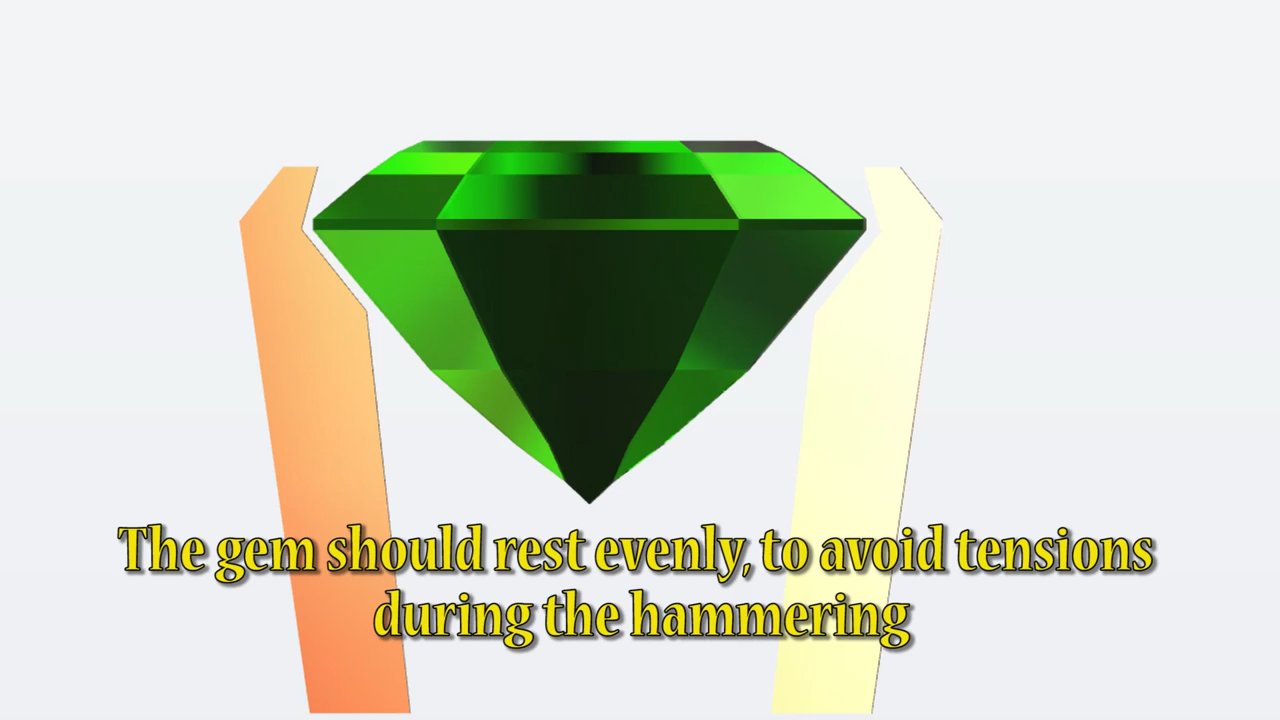 The gem should rest evenly, to avoid tensions
during the hammering